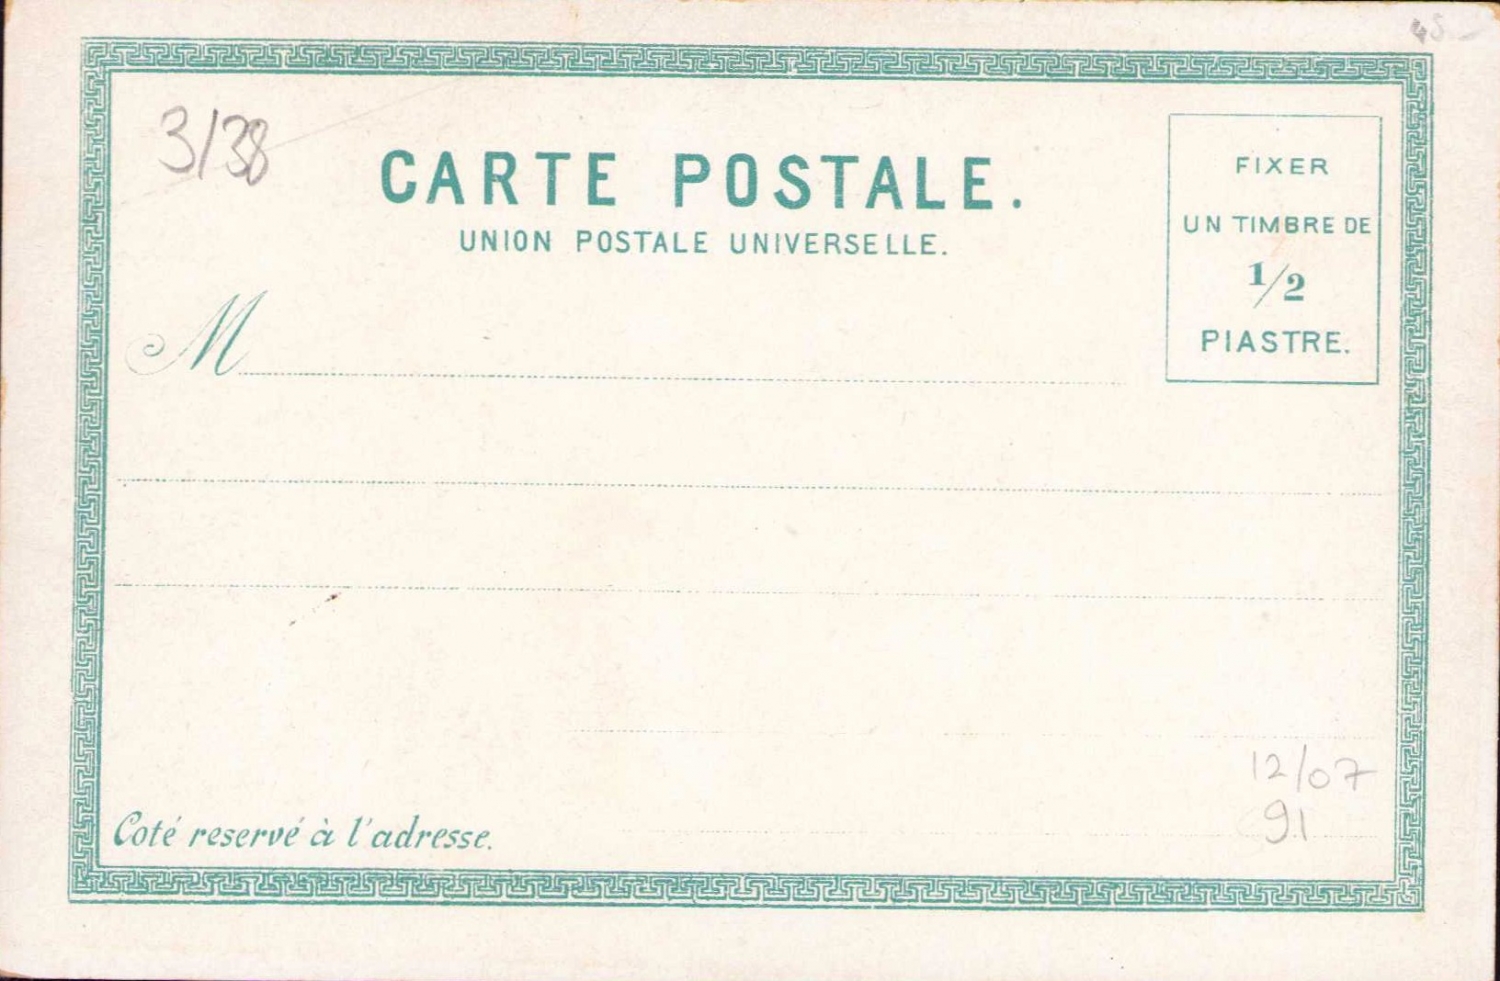 45.-
3/38
CARTE POSTALE.
UNION POSTALE UNIVERSELLE.
FIXER
UN TIMBRE DE
1/2
PIASTRE.
M
12/07
91
Coté reservé à l'adresse.